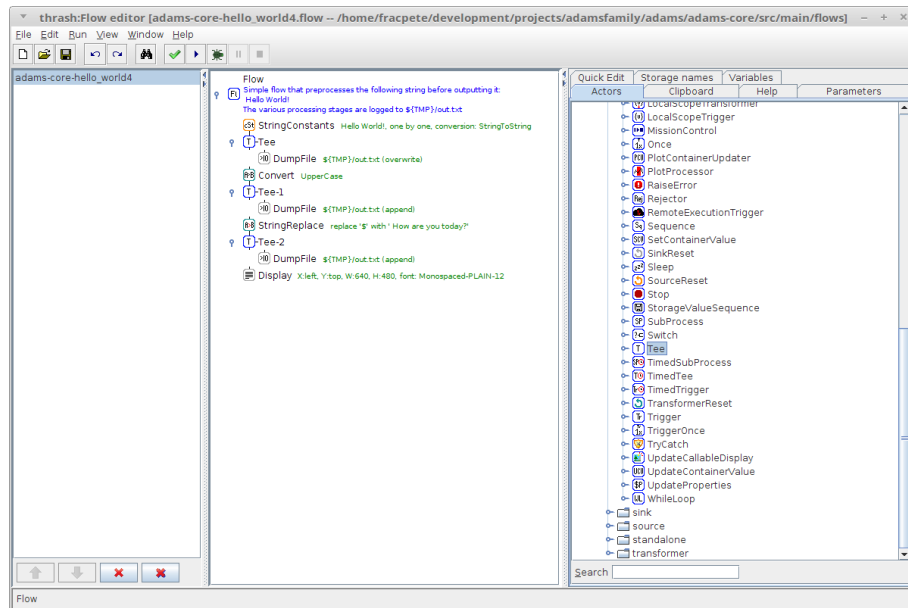 thrash:Flow editor [adams-core-hello_world4.flow -- /home/fracpete/development/projects/adamsfamily/adams/adams-core/src/main/flows]
File Edit Run View Window Help
adams-core-hello_world4
Flow
Simple flow that preprocesses the following string before outputting it:
Hello World!
The various processing stages are logged to ${TMP}/out.txt
StringConstants Hello World!, one by one, conversion: StringToString
Tee
DumpFile ${TMP}/out.txt (overwrite)
Convert UpperCase
Tee-1
DumpFile ${TMP}/out.txt (append)
StringReplace replace '$' with ' How are you today?'
Tee-2
DumpFile ${TMP}/out.txt (append)
Display X:left, Y:top, W:640, H:480, font: Monospaced-PLAIN-12
Quick Edit Storage names Variables
Actors Clipboard Help Parameters
LocalScopeTransformer
LocalScopeTrigger
MissionControl
Once
PlotContainerUpdater
PlotProcessor
RaiseError
Rejector
RemoteExecutionTrigger
Sequence
SetContainerValue
SinkReset
Sleep
SourceReset
Stop
StorageValueSequence
SubProcess
Switch
Tee
TimedSubProcess
TimedTee
TimedTrigger
TransformerReset
Trigger
TriggerOnce
TryCatch
UpdateCallableDisplay
UpdateContainerValue
UpdateProperties
WhileLoop
sink
source
standalone
transformer
Search
Flow